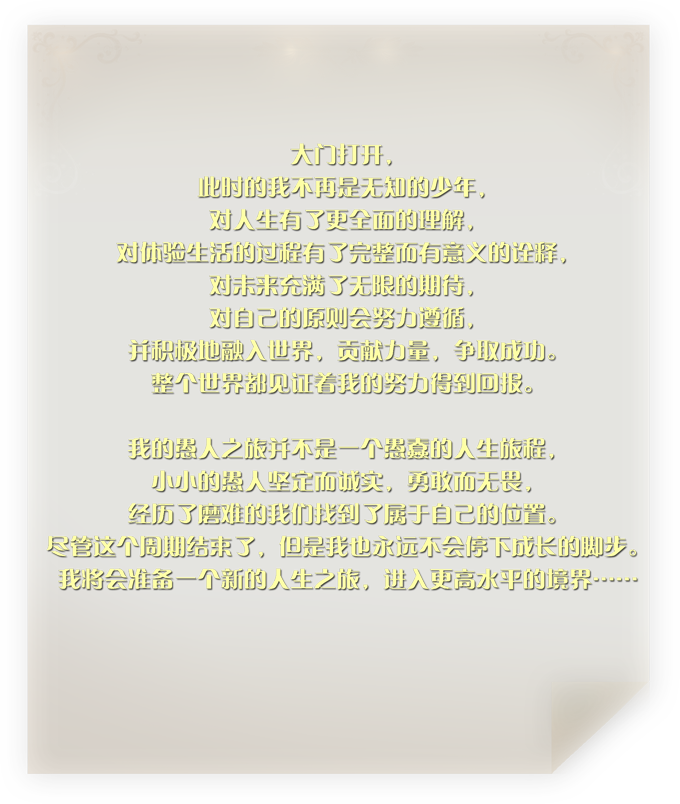 大门打开，
此时的我不再是无知的少年，
对人生有了更全面的理解，
对体验生活的过程有了完整而有意义的诠释，
对未来充满了无限的期待，
对自己的原则会努力遵循，
并积极地融入世界，贡献力量，争取成功。
整个世界都见证着我的努力得到回报。
我的愚人之旅并不是一个愚蠢的人生旅程，
小小的愚人坚定而诚实，勇敢而无畏，
经历了磨难的我们找到了属于自己的位置。
尽管这个周期结束了，但是我也永远不会停下成长的脚步。
我将会准备一个新的人生之旅，进入更高水平的境界……